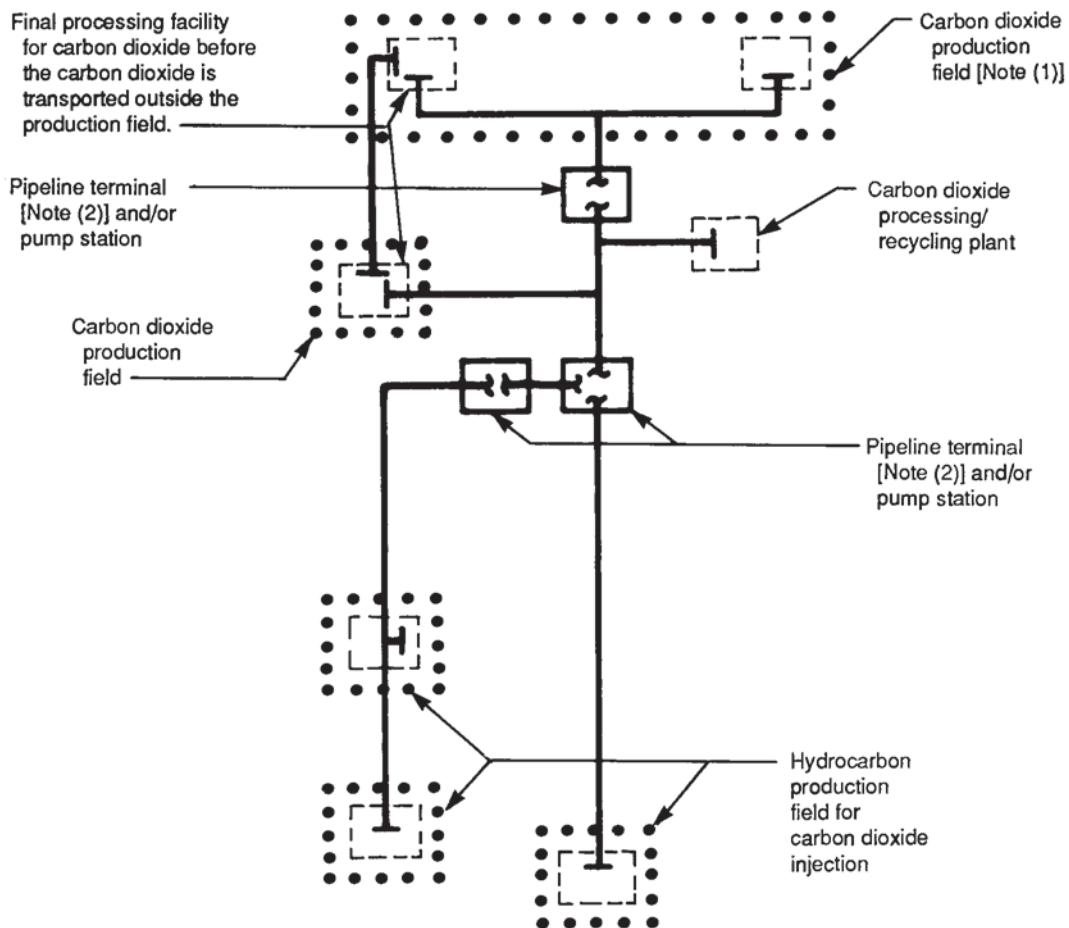 Final processing facility
for carbon dioxide before
the carbon dioxide is
transported outside the
production field.
Carbon dioxide
production
field [Note (1)]
Pipeline terminal
[Note (2)] and/or
pump station
Carbon dioxide
processing/
recycling plant
Carbon dioxide
production
field
Pipeline terminal
[Note (2)] and/or
pump station
Hydrocarbon
production
field for
carbon dioxide
injection